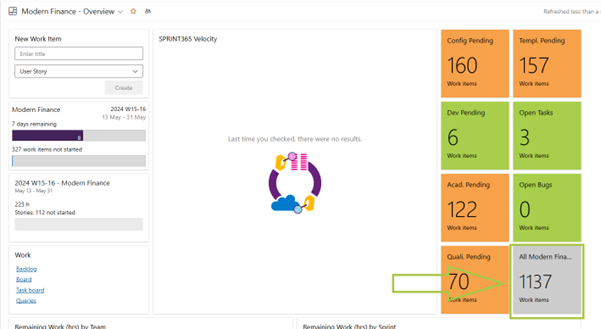 Modern Finance - Overview
Refreshed less than a
New Work Item
Enter title
User Story
Create
Modern Finance
2024 W15-16
13 May - 31 May
7 days remaining
8
327 work items not started
2024 W15-16 - Modern Finance
May 13 - May 31
223 h
Stories: 112 not started
Work
Backlog
Board
Task board
Queries
SPRINT365 Velocity
Last time you checked, there were no results.
Config Pending
160
Work items
Templ. Pending
157
Work items
Dev Pending
6
Work items
Open Tasks
3
Work items
Acad. Pending
122
Work items
Open Bugs
0
Work items
Quali. Pending
70
Work items
All Modern Fina...
1137
Work items
Remaining Work (hrs) by Team
Remaining Work (hrs) by Sprint